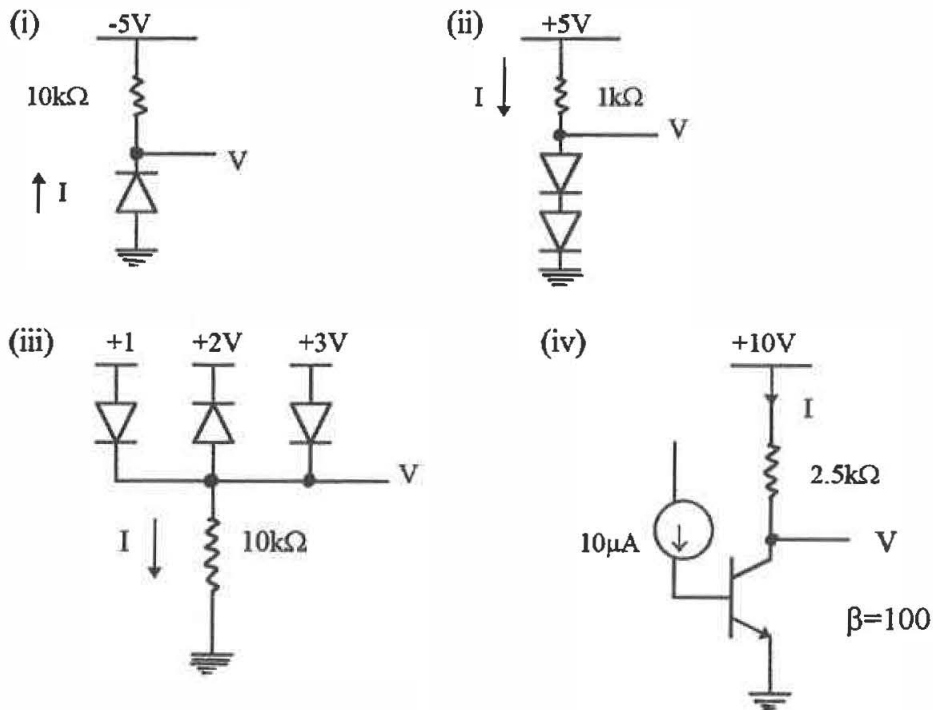 (i) -5V
10kΩ
V
I
(ii) +5V
I 1kΩ
V
(iii) +1 +2V +3V
V
I 10kΩ
(iv) +10V
I
2.5kΩ
10μA V
β=100